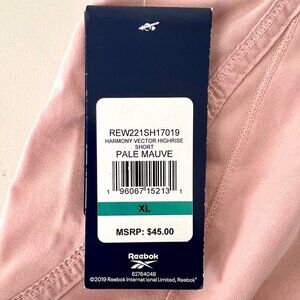 REW221SH17019
HARMONY VECTOR HIGHRISE
SHORT
PALE MAUVE
1 96067 15213 1
XL
MSRP: $45.00
Reebok
62764048
©2019 Reebok International Limited, Reebok